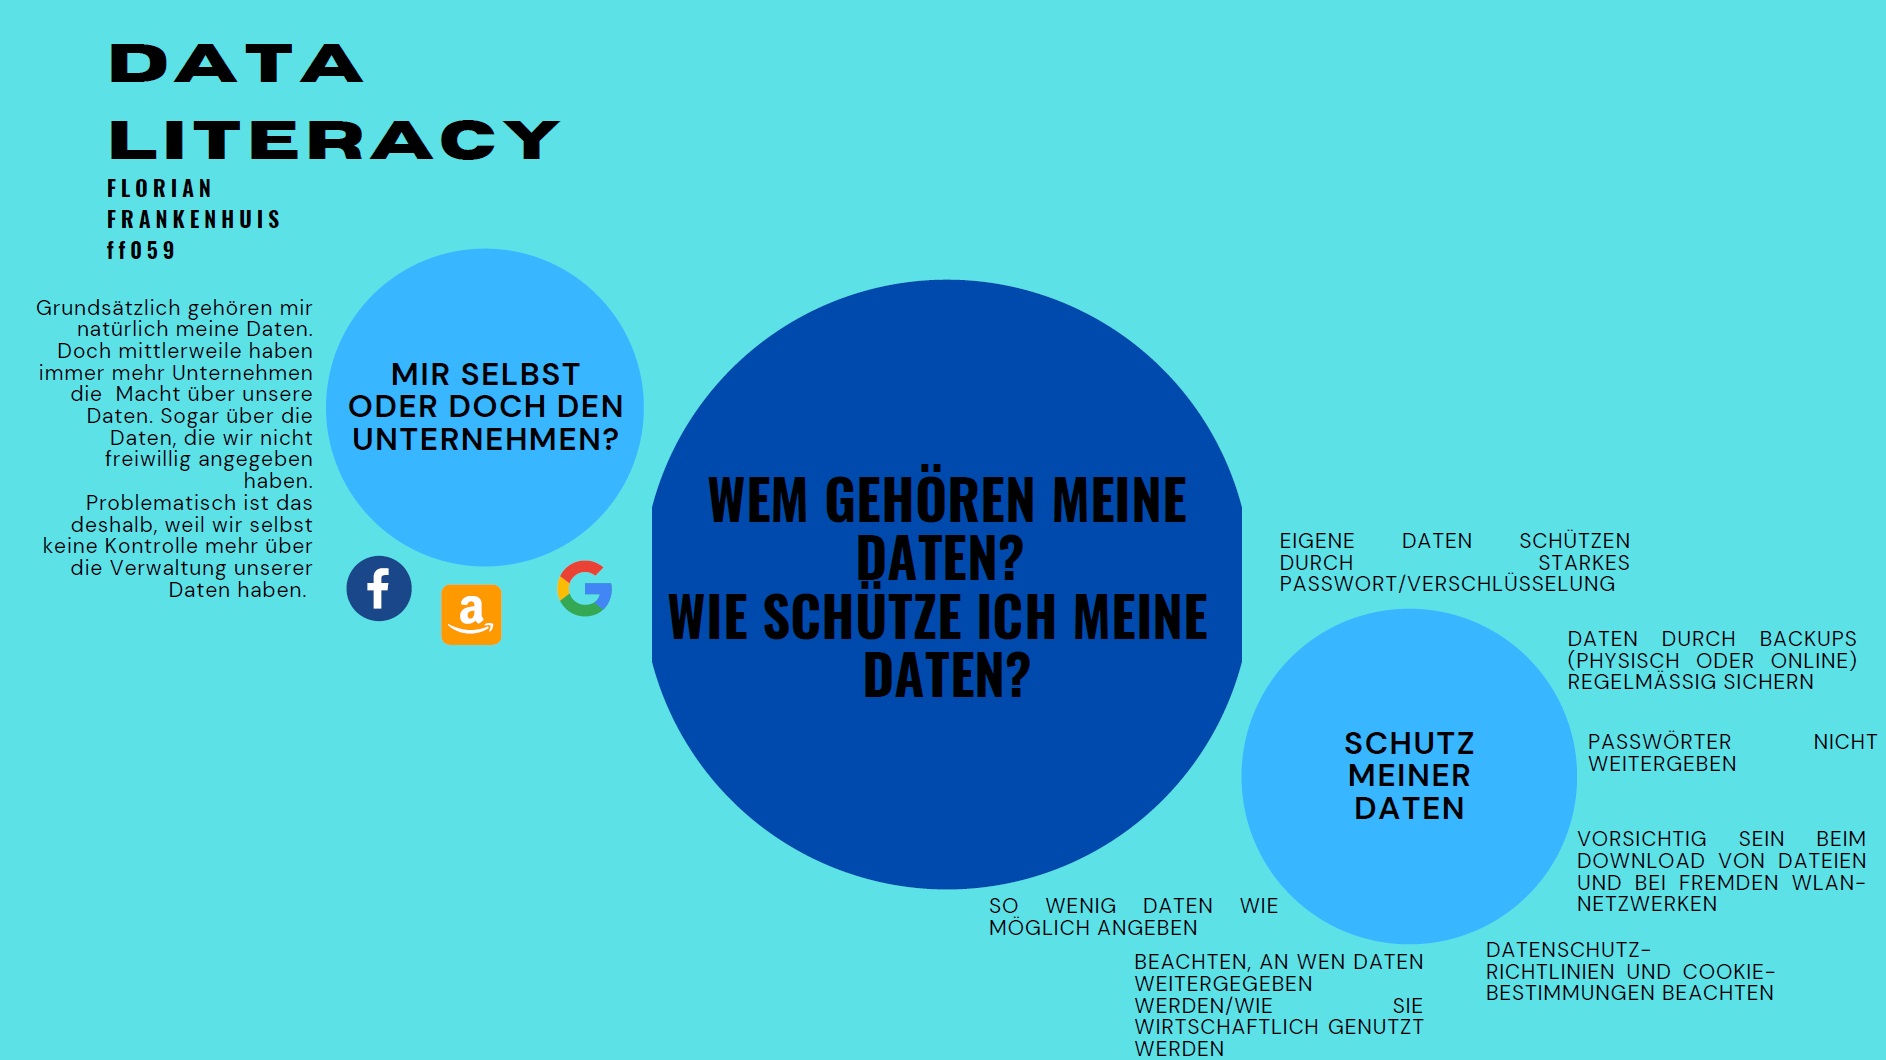 DATA
LITERACY
FLORIAN
FRANKENHUIS
ff059
Grundsätzlich gehören mir
natürlich meine Daten.
Doch mittlerweile haben
immer mehr Unternehmen
die  Macht über unsere
Daten. Sogar über die
Daten, die wir nicht
freiwillig angegeben
haben.
Problematisch ist das
deshalb, weil wir selbst
keine Kontrolle mehr über
die Verwaltung unserer
Daten haben.
MIR SELBST
ODER DOCH DEN
UNTERNEHMEN?
WEM GEHÖREN MEINE
DATEN?
WIE SCHÜTZE ICH MEINE
DATEN?
EIGENE DATEN SCHÜTZEN
DURCH STARKES
PASSWORT/VERSCHLÜSSELUNG
SCHUTZ
MEINER
DATEN
DATEN DURCH BACKUPS
(PHYSISCH ODER ONLINE)
REGELMÄSSIG SICHERN
PASSWÖRTER NICHT
WEITERGEBEN
VORSICHTIG SEIN BEIM
DOWNLOAD VON DATEIEN
UND BEI FREMDEN WLAN-
NETZWERKEN
DATENSCHUTZ-
RICHTLINIEN UND COOKIE-
BESTIMMUNGEN BEACHTEN
BEACHTEN, AN WEN DATEN
WEITERGEGEBEN
WERDEN/WIE SIE
WIRTSCHAFTLICH GENUTZT
WERDEN
SO WENIG DATEN WIE
MÖGLICH ANGEBEN